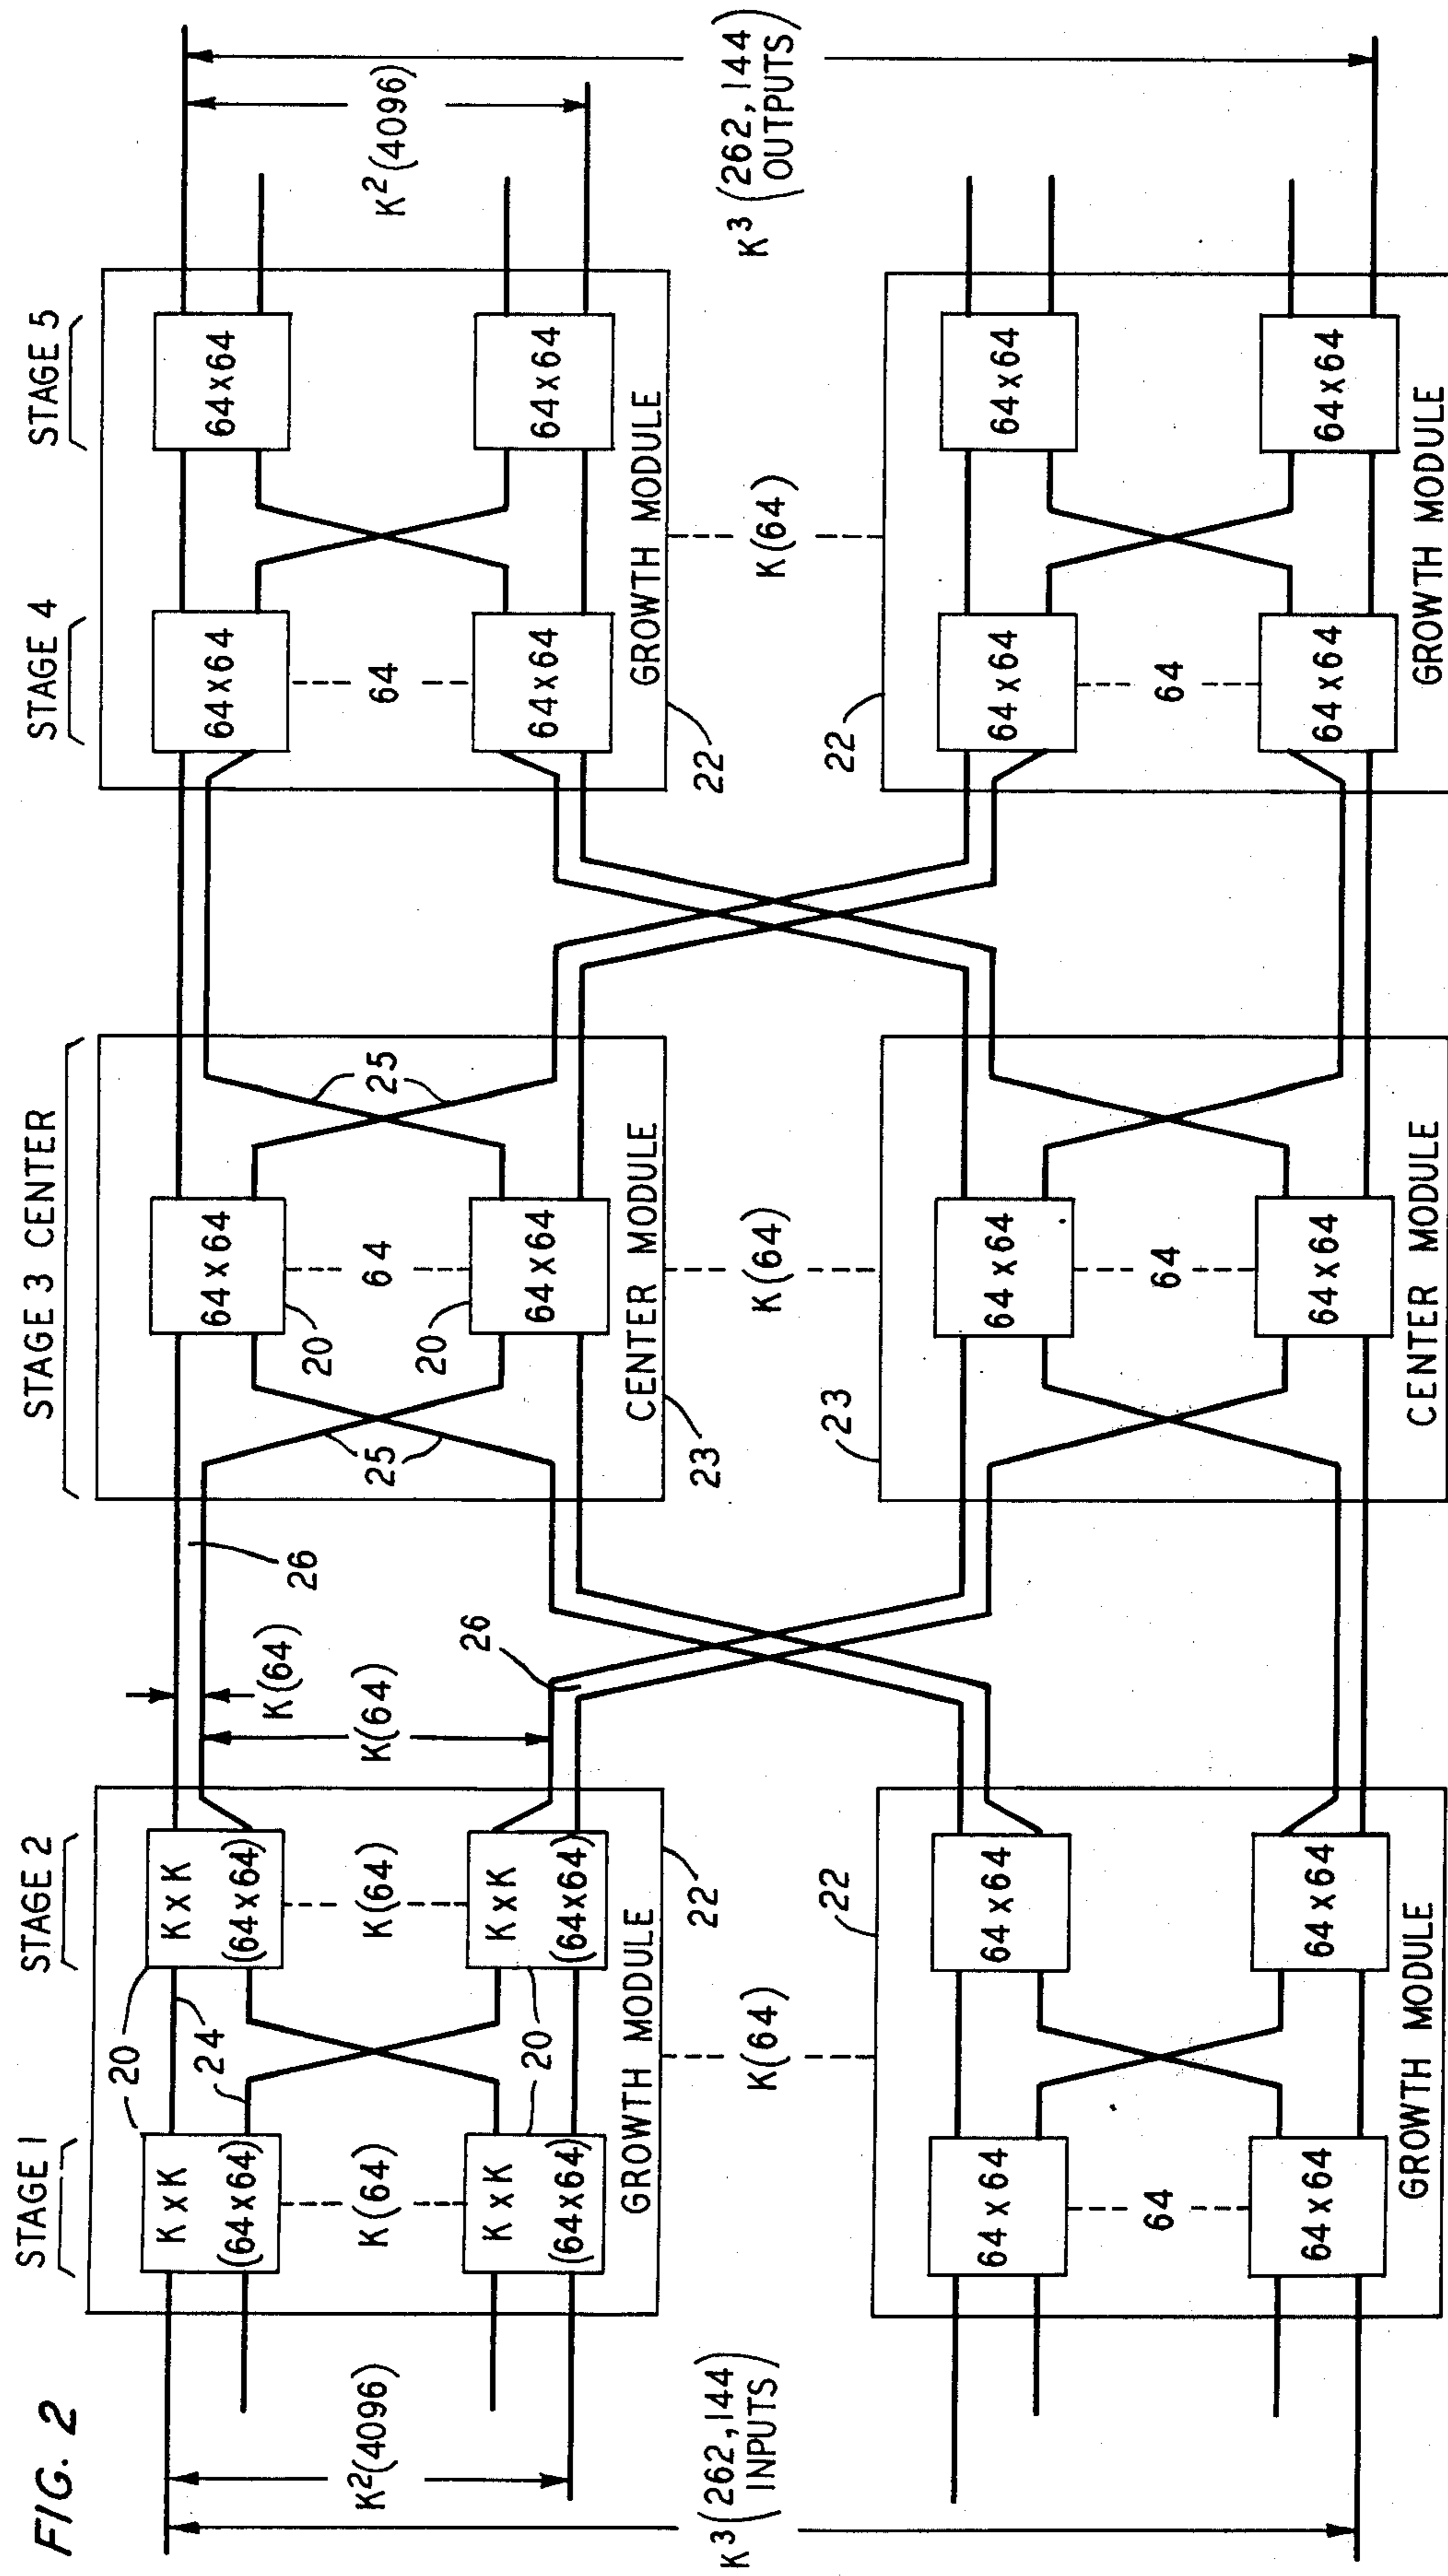 FIG. 2
STAGE 1
STAGE 2
STAGE 3 CENTER
STAGE 4
STAGE 5
K²(4096)
K³(262,144)
INPUTS
K x K
(64x64)
K(64)
K x K
(64x64)
20
24
20
K x K
(64x64)
K(64)
K x K
(64x64)
GROWTH MODULE
22
K(64)
K(64)
26
26
25
64x64
20
64
20
64x64
25
CENTER MODULE
23
64x64
64
64x64
64x64
64x64
GROWTH MODULE
22
K²(4096)
K³(262,144)
OUTPUTS
K(64)
K(64)
K(64)
64x64
64
64x64
22
64x64
64x64
GROWTH MODULE
23
64x64
64
64x64
CENTER MODULE
22
64x64
64
64x64
64x64
64x64
GROWTH MODULE